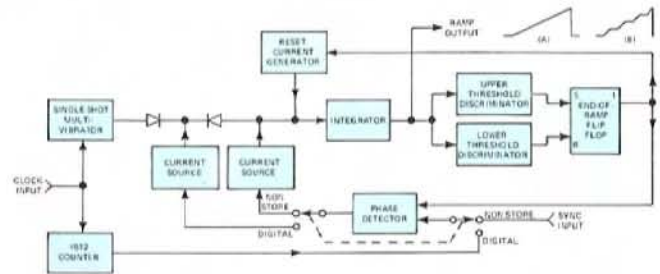 RAMP
OUTPUT
(A)
(B)
RESET
CURRENT
GENERATOR
SINGLE SHOT
MULTI-
VIBRATOR
INTEGRATOR
UPPER
THRESHOLD
DISCRIMINATOR
LOWER
THRESHOLD
DISCRIMINATOR
S 1
END-OF-
RAMP
FLIP
FLOP
R
CURRENT
SOURCE
CURRENT
SOURCE
CLOCK
INPUT
NON
STORE
DIGITAL
PHASE
DETECTOR
NON STORE
DIGITAL
SYNC
INPUT
COUNTER